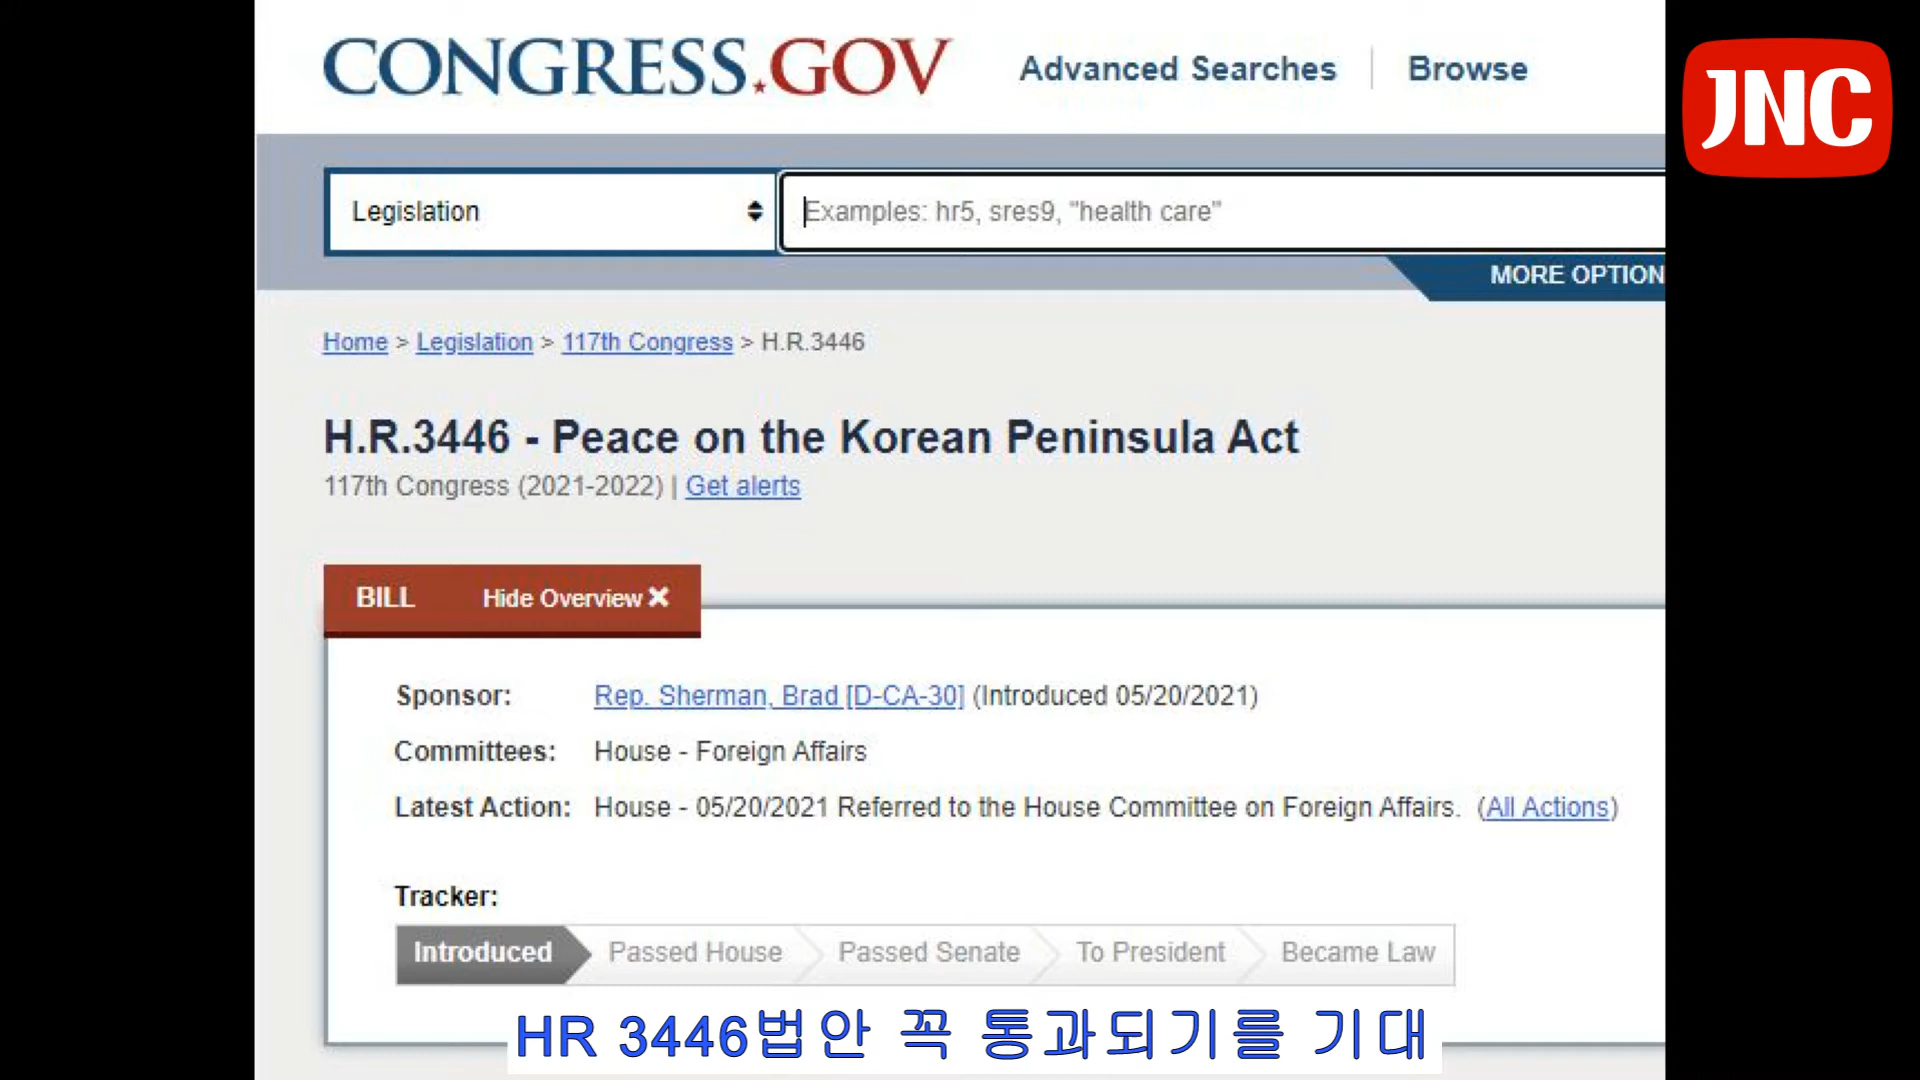 CONGRESS.GOV Advanced Searches Browse
JNC
Legislation Examples: hr5, sres9, "health care"
MORE OPTION
Home > Legislation > 117th Congress > H.R.3446
H.R.3446 - Peace on the Korean Peninsula Act
117th Congress (2021-2022) | Get alerts
BILL Hide Overview ✕
Sponsor: Rep. Sherman, Brad [D-CA-30] (Introduced 05/20/2021)
Committees: House - Foreign Affairs
Latest Action: House - 05/20/2021 Referred to the House Committee on Foreign Affairs. (All Actions)
Tracker:
Introduced Passed House Passed Senate To President Became Law
HR 3446법안 꼭 통과되기를 기대